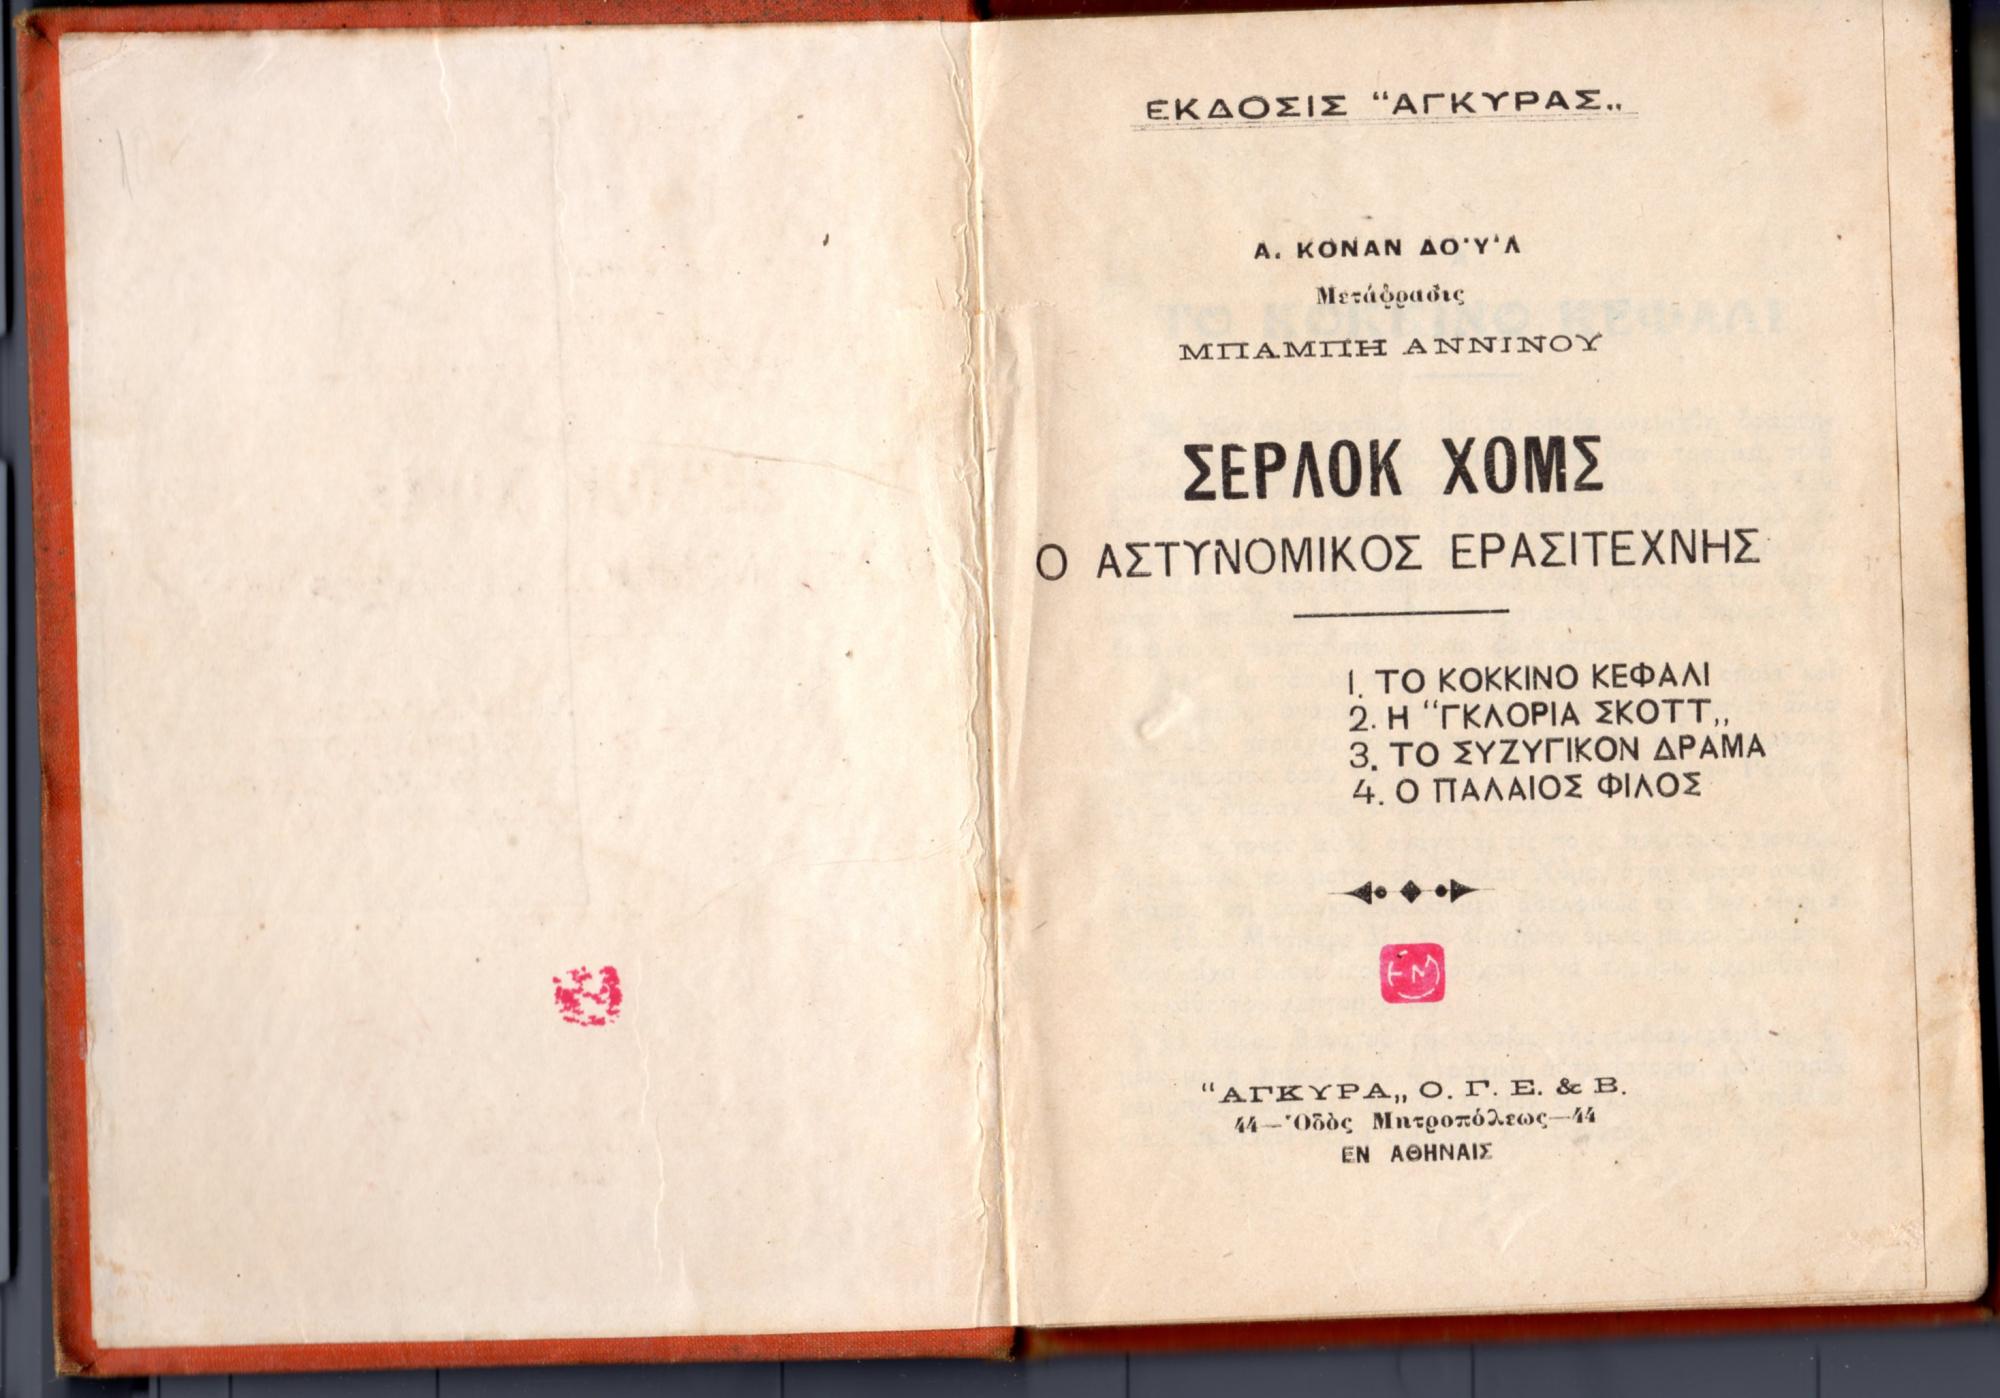 ΕΚΔΟΣΙΣ “ΑΓΚΥΡΑΣ„
Α. ΚΟΝΑΝ ΔΟ·Υ·Λ
Μετάφρασις
ΜΠΑΜΠΗ ΑΝΝΙΝΟΥ
ΣΕΡΛΟΚ ΧΟΜΣ
Ο ΑΣΤΥΝΟΜΙΚΟΣ ΕΡΑΣΙΤΕΧΝΗΣ
1. ΤΟ ΚΟΚΚΙΝΟ ΚΕΦΑΛΙ
2. Η “ΓΚΛΟΡΙΑ ΣΚΟΤΤ„
3. ΤΟ ΣΥΖΥΓΙΚΟΝ ΔΡΑΜΑ
4. Ο ΠΑΛΑΙΟΣ ΦΙΛΟΣ
“ΑΓΚΥΡΑ„ Ο. Γ. Ε. & Β.
44—Ὁδὸς Μητροπόλεως—44
ΕΝ ΑΘΗΝΑΙΣ